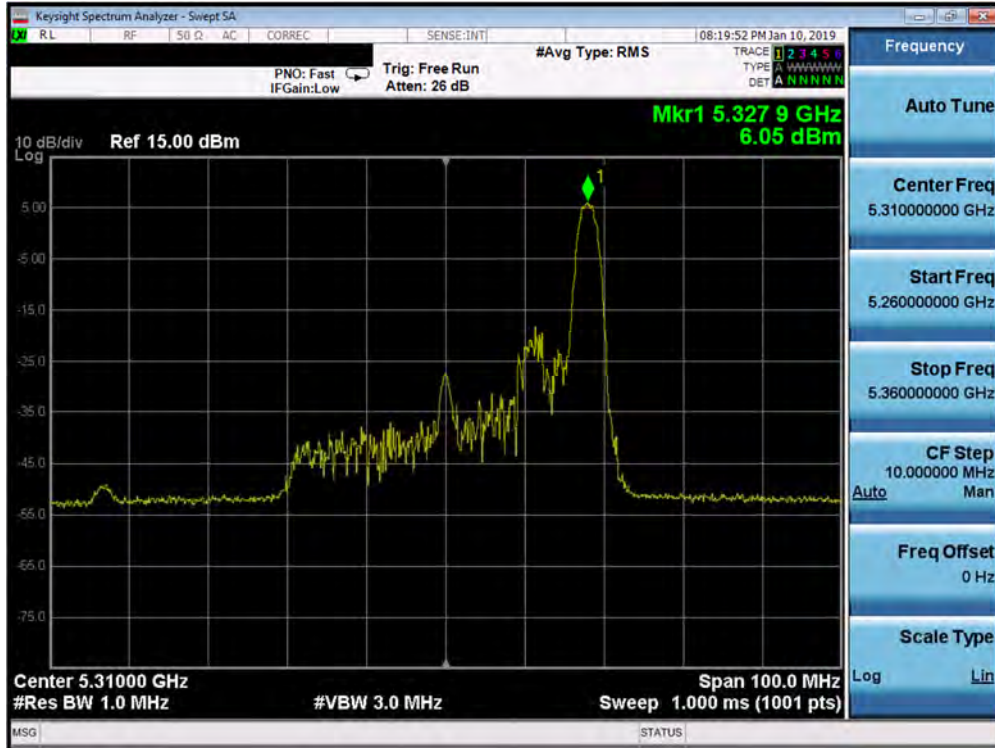 Keysight Spectrum Analyzer - Swept SA
LXI RL RF 50 Ω AC CORREC SENSE:INT 08:19:52 PM Jan 10, 2019
#Avg Type: RMS TRACE 1 2 3 4 5 6
PNO: Fast Trig: Free Run TYPE A WWWWW
IFGain:Low Atten: 26 dB DET A N N N N N
Mkr1 5.327 9 GHz
6.05 dBm
10 dB/div Ref 15.00 dBm
Log
1
5.00
-5.00
-15.0
-25.0
-35.0
-45.0
-55.0
-65.0
-75.0
Center 5.31000 GHz Span 100.0 MHz
#Res BW 1.0 MHz #VBW 3.0 MHz Sweep 1.000 ms (1001 pts)
MSG STATUS
Frequency
Auto Tune
Center Freq
5.310000000 GHz
Start Freq
5.260000000 GHz
Stop Freq
5.360000000 GHz
CF Step
10.000000 MHz
Auto Man
Freq Offset
0 Hz
Scale Type
Log Lin